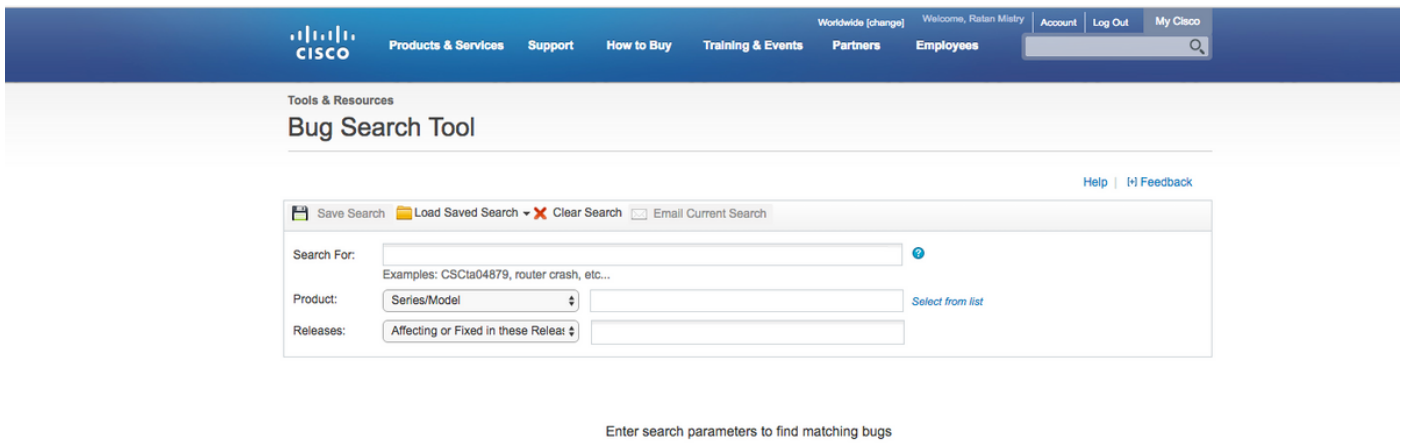 Worldwide [change] Welcome, Ratan Mistry Account Log Out My Cisco
CISCO Products & Services Support How to Buy Training & Events Partners Employees
Tools & Resources
Bug Search Tool
Help | [+] Feedback
Save Search Load Saved Search Clear Search Email Current Search
Search For: ?
Examples: CSCta04879, router crash, etc...
Product: Series/Model Select from list
Releases: Affecting or Fixed in these Releas
Enter search parameters to find matching bugs